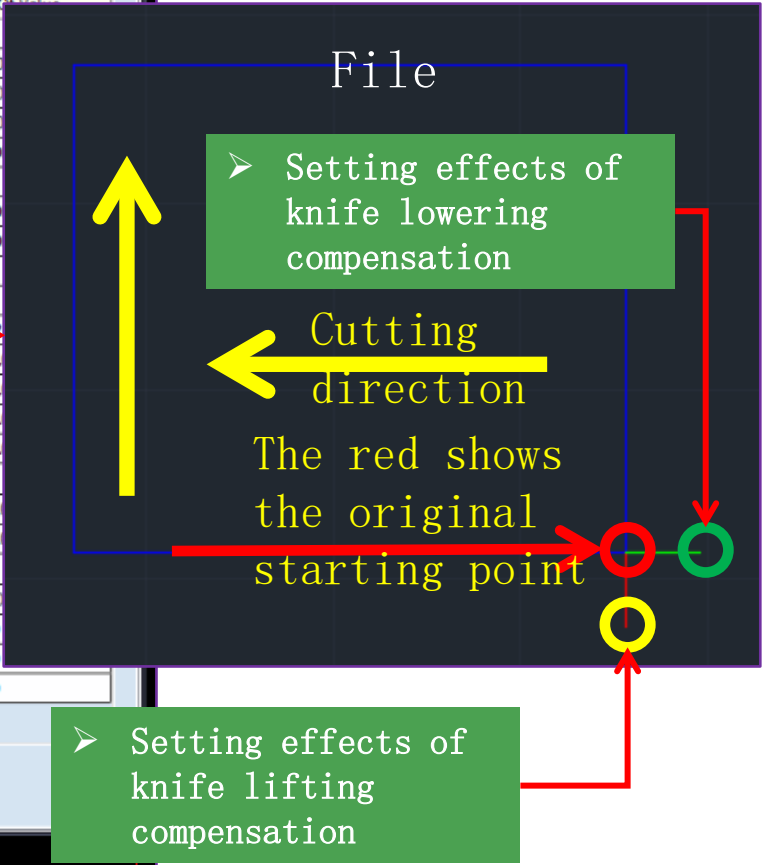 File
➢ Setting effects of
knife lowering
compensation
Cutting
direction
The red shows
the original
starting point
➢ Setting effects of
knife lifting
compensation